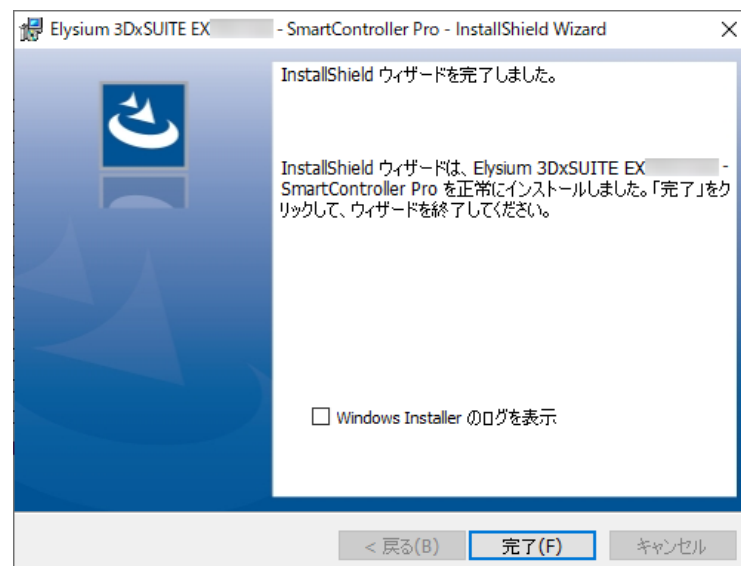 Elysium 3DxSUITE EX - SmartController Pro - InstallShield Wizard
InstallShield ウィザードを完了しました。
InstallShield ウィザードは、Elysium 3DxSUITE EX -
SmartController Pro を正常にインストールしました。「完了」をク
リックして、ウィザードを終了してください。
Windows Installer のログを表示
< 戻る(B)
完了(F)
キャンセル